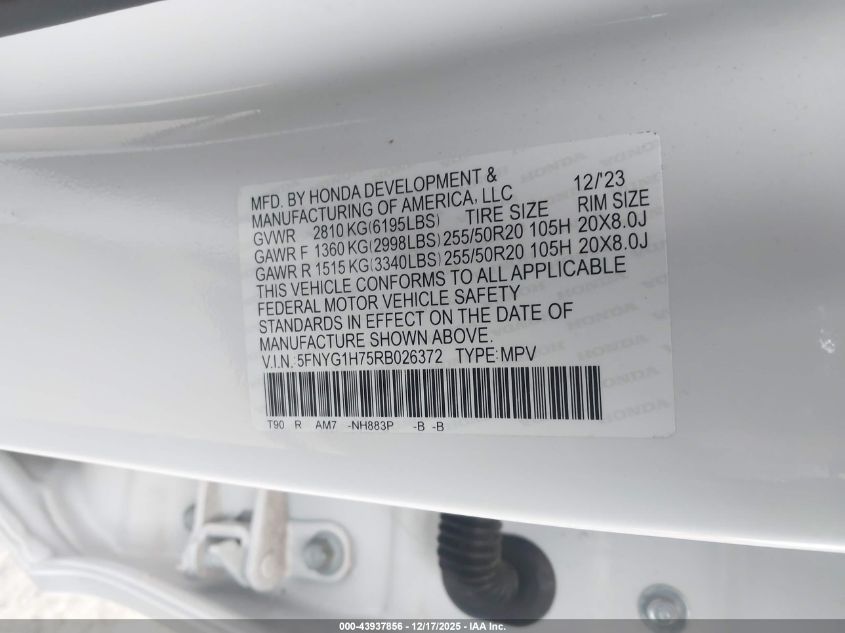 MFD. BY HONDA DEVELOPMENT & 12/'23
MANUFACTURING OF AMERICA, LLC
GVWR 2810 KG(6195LBS) TIRE SIZE RIM SIZE
GAWR F 1360 KG(2998LBS) 255/50R20 105H 20X8.0J
GAWR R 1515 KG(3340LBS) 255/50R20 105H 20X8.0J
THIS VEHICLE CONFORMS TO ALL APPLICABLE
FEDERAL MOTOR VEHICLE SAFETY
STANDARDS IN EFFECT ON THE DATE OF
MANUFACTURE SHOWN ABOVE.
V.I.N.:5FNYG1H75RB026372 TYPE:MPV
T90 R AM7 -NH883P -B -B
000-43937856 - 12/17/2025 - IAA Inc.